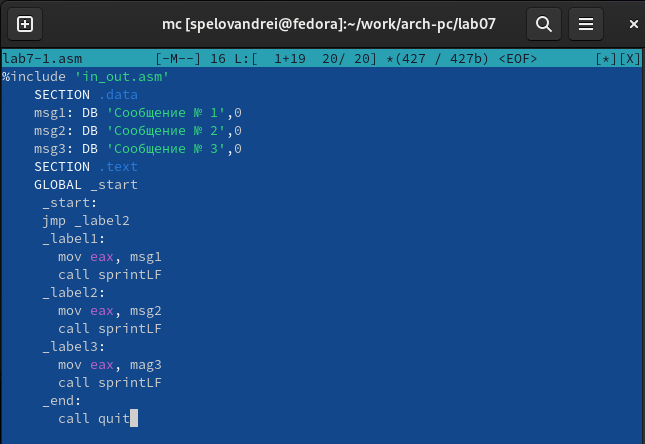 mc [spelovandrei@fedora]:~/work/arch-pc/lab07
lab7-1.asm [-M--] 16 L:[ 1+19 20/ 20] *(427 / 427b) <EOF> [*][X]
%include 'in_out.asm'
SECTION .data
msg1: DB 'Сообщение № 1',0
msg2: DB 'Сообщение № 2',0
msg3: DB 'Сообщение № 3',0
SECTION .text
GLOBAL _start
_start:
jmp _label2
_label1:
mov eax, msg1
call sprintLF
_label2:
mov eax, msg2
call sprintLF
_label3:
mov eax, mag3
call sprintLF
_end:
call quit